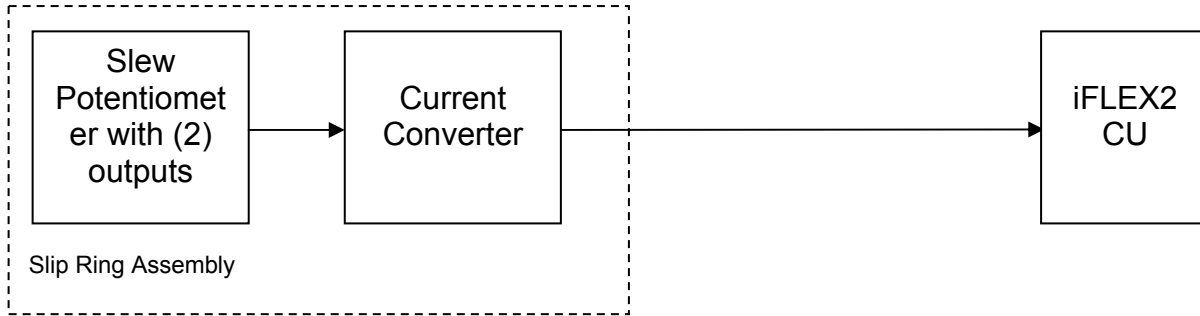 Slew
Potentiomet
er with (2)
outputs
Current
Converter
iFLEX2
CU
Slip Ring Assembly